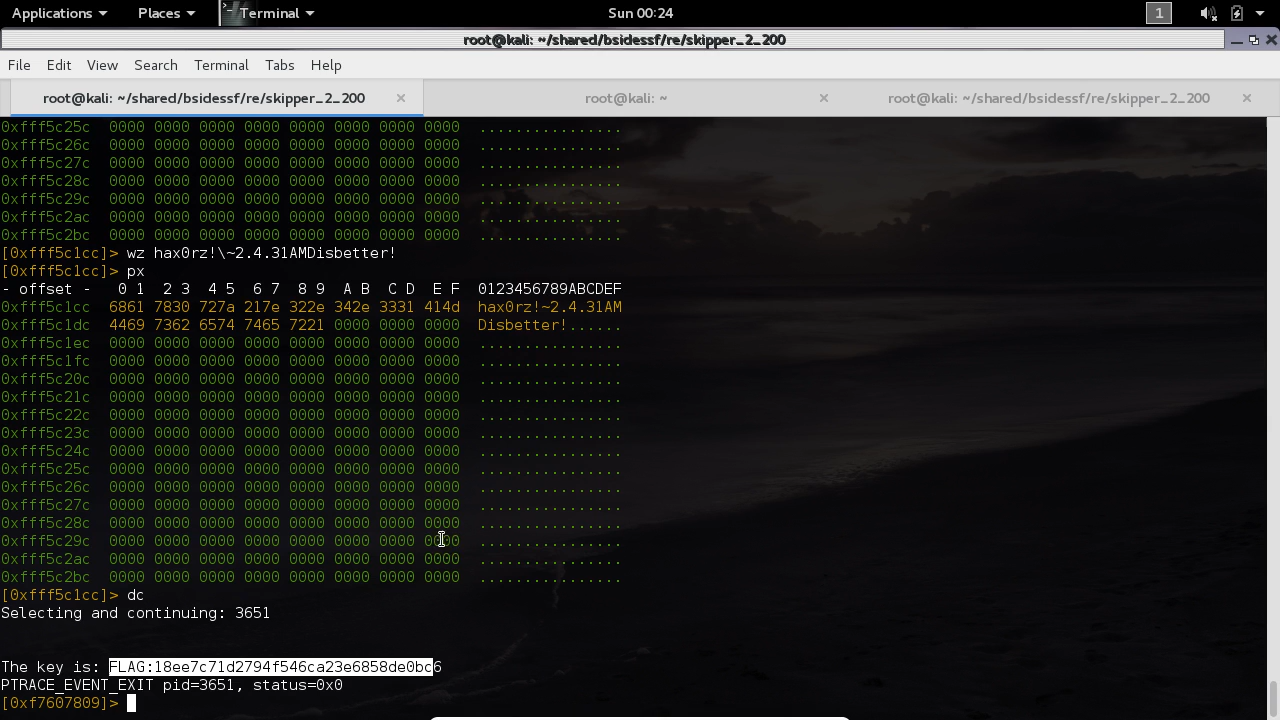 Applications Places Terminal Sun 00:24 1
root@kali: ~/shared/bsidessf/re/skipper_2_200
File Edit View Search Terminal Tabs Help
root@kali: ~/shared/bsidessf/re/skipper_2_200 × root@kali: ~ × root@kali: ~/shared/bsidessf/re/skipper_2_200 ×
0xfff5c25c 0000 0000 0000 0000 0000 0000 0000 0000 ................
0xfff5c26c 0000 0000 0000 0000 0000 0000 0000 0000 ................
0xfff5c27c 0000 0000 0000 0000 0000 0000 0000 0000 ................
0xfff5c28c 0000 0000 0000 0000 0000 0000 0000 0000 ................
0xfff5c29c 0000 0000 0000 0000 0000 0000 0000 0000 ................
0xfff5c2ac 0000 0000 0000 0000 0000 0000 0000 0000 ................
0xfff5c2bc 0000 0000 0000 0000 0000 0000 0000 0000 ................
[0xfff5c1cc]> wz hax0rz!\~2.4.31AMDisbetter!
[0xfff5c1cc]> px
- offset - 0 1 2 3 4 5 6 7 8 9 A B C D E F 0123456789ABCDEF
0xfff5c1cc 6861 7830 727a 217e 322e 342e 3331 414d hax0rz!~2.4.31AM
0xfff5c1dc 4469 7362 6574 7465 7221 0000 0000 0000 Disbetter!......
0xfff5c1ec 0000 0000 0000 0000 0000 0000 0000 0000 ................
0xfff5c1fc 0000 0000 0000 0000 0000 0000 0000 0000 ................
0xfff5c20c 0000 0000 0000 0000 0000 0000 0000 0000 ................
0xfff5c21c 0000 0000 0000 0000 0000 0000 0000 0000 ................
0xfff5c22c 0000 0000 0000 0000 0000 0000 0000 0000 ................
0xfff5c23c 0000 0000 0000 0000 0000 0000 0000 0000 ................
0xfff5c24c 0000 0000 0000 0000 0000 0000 0000 0000 ................
0xfff5c25c 0000 0000 0000 0000 0000 0000 0000 0000 ................
0xfff5c26c 0000 0000 0000 0000 0000 0000 0000 0000 ................
0xfff5c27c 0000 0000 0000 0000 0000 0000 0000 0000 ................
0xfff5c28c 0000 0000 0000 0000 0000 0000 0000 0000 ................
0xfff5c29c 0000 0000 0000 0000 0000 0000 0000 0000 ................
0xfff5c2ac 0000 0000 0000 0000 0000 0000 0000 0000 ................
0xfff5c2bc 0000 0000 0000 0000 0000 0000 0000 0000 ................
[0xfff5c1cc]> dc
Selecting and continuing: 3651
The key is: FLAG:18ee7c71d2794f546ca23e6858de0bc6
PTRACE_EVENT_EXIT pid=3651, status=0x0
[0xf7607809]>